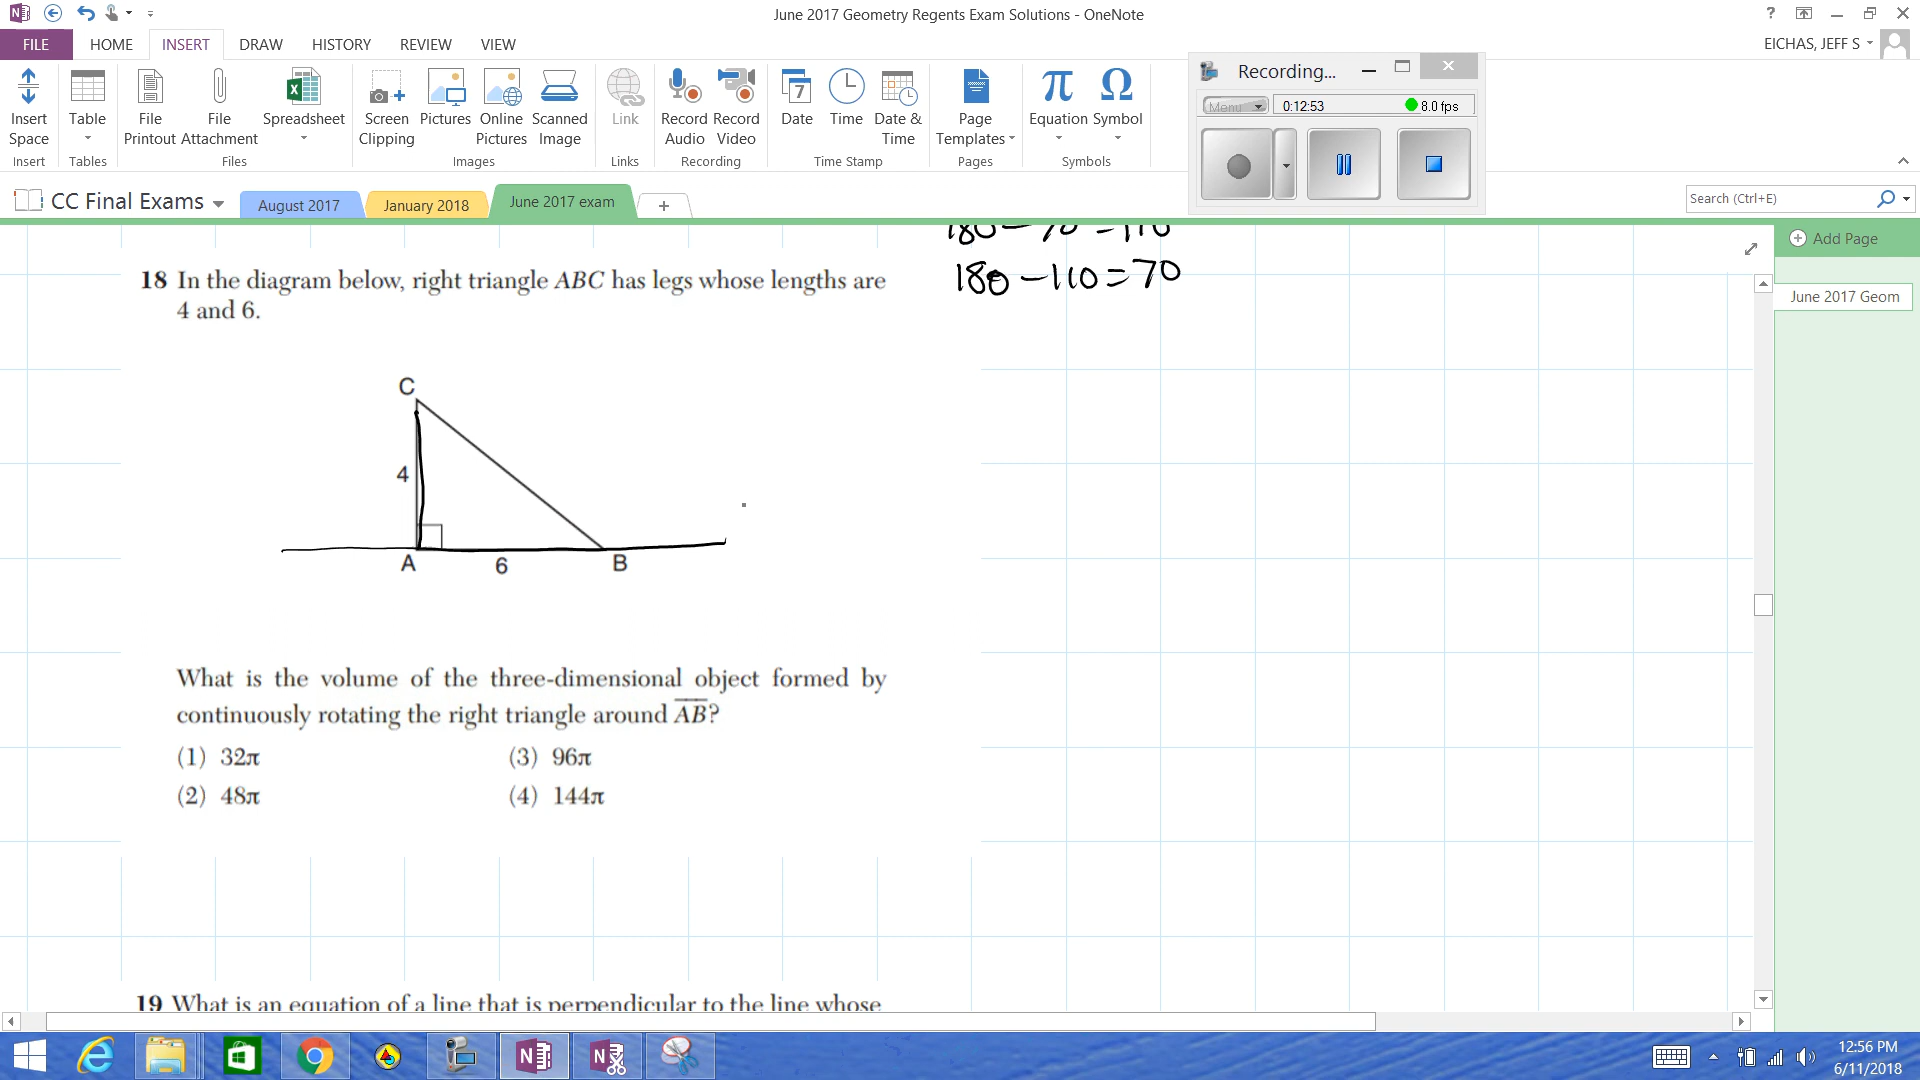 June 2017 Geometry Regents Exam Solutions - OneNote
?
FILE HOME INSERT DRAW HISTORY REVIEW VIEW
EICHAS, JEFF S
Insert Space
Table
File Printout
File Attachment
Spreadsheet
Screen Clipping
Pictures
Online Pictures
Scanned Image
Link
Record Audio
Record Video
Date
Time
Date & Time
Page Templates
π Equation
Ω Symbol
Insert Tables Files Images Links Recording Time Stamp Pages Symbols
Recording...
Menu 0:12:53 8.0 fps
CC Final Exams August 2017 January 2018 June 2017 exam +
Search (Ctrl+E)
Add Page
June 2017 Geom
180 - 70 = 110
180 - 110 = 70
18 In the diagram below, right triangle ABC has legs whose lengths are
4 and 6.
C
4
A 6 B
What is the volume of the three-dimensional object formed by
continuously rotating the right triangle around AB?
(1) 32π (3) 96π
(2) 48π (4) 144π
19 What is an equation of a line that is perpendicular to the line whose
12:56 PM
6/11/2018